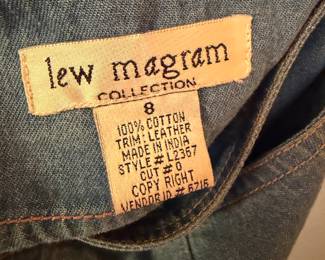 lew magram
COLLECTION
8
100% COTTON
TRIM: LEATHER
MADE IN INDIA
STYLE # L2367
CUT # 0
COPY RIGHT
VENDOR ID # 6716